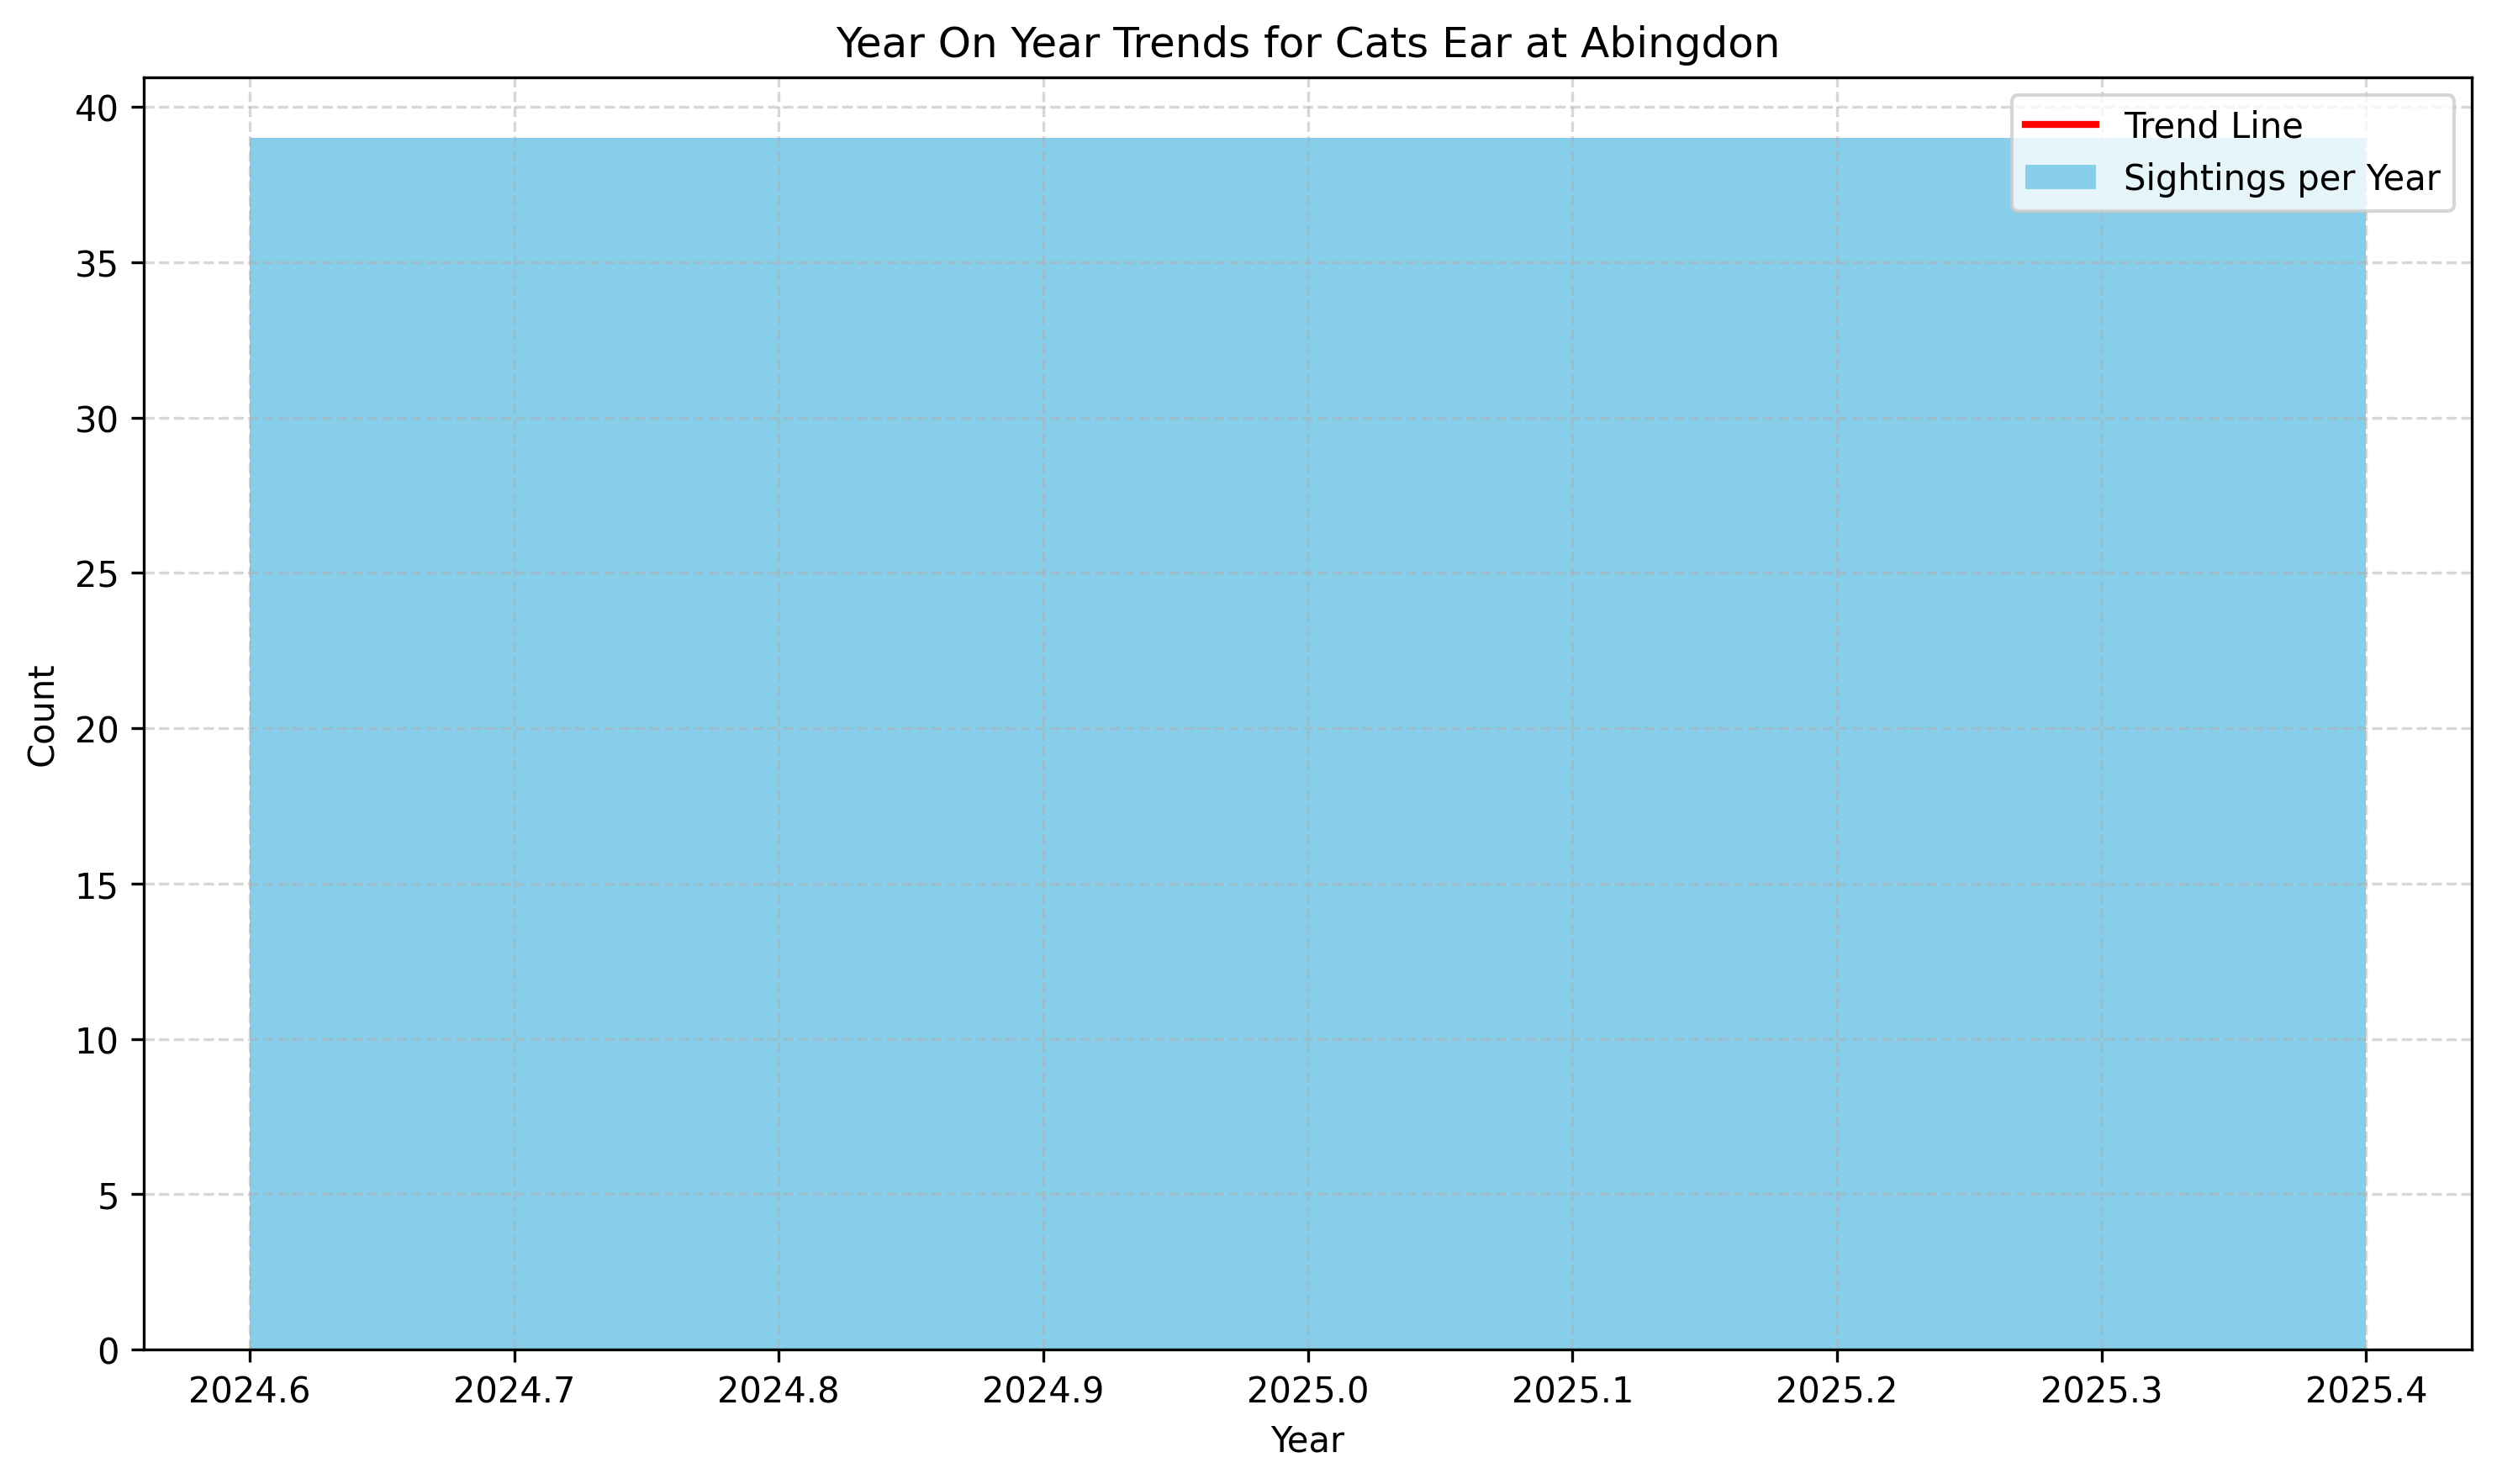 Year On Year Trends for Cats Ear at Abingdon
Trend Line
Sightings per Year
40
35
30
25
20
15
10
5
0
Count
2024.6 2024.7 2024.8 2024.9 2025.0 2025.1 2025.2 2025.3 2025.4
Year